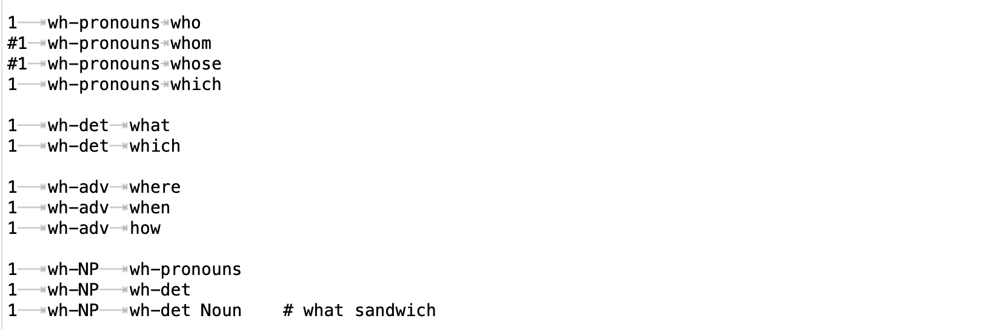 1	wh-pronouns	who
#1	wh-pronouns	whom
#1	wh-pronouns	whose
1	wh-pronouns	which
1	wh-det	what
1	wh-det	which
1	wh-adv	where
1	wh-adv	when
1	wh-adv	how
1	wh-NP	wh-pronouns
1	wh-NP	wh-det
1	wh-NP	wh-det Noun    # what sandwich